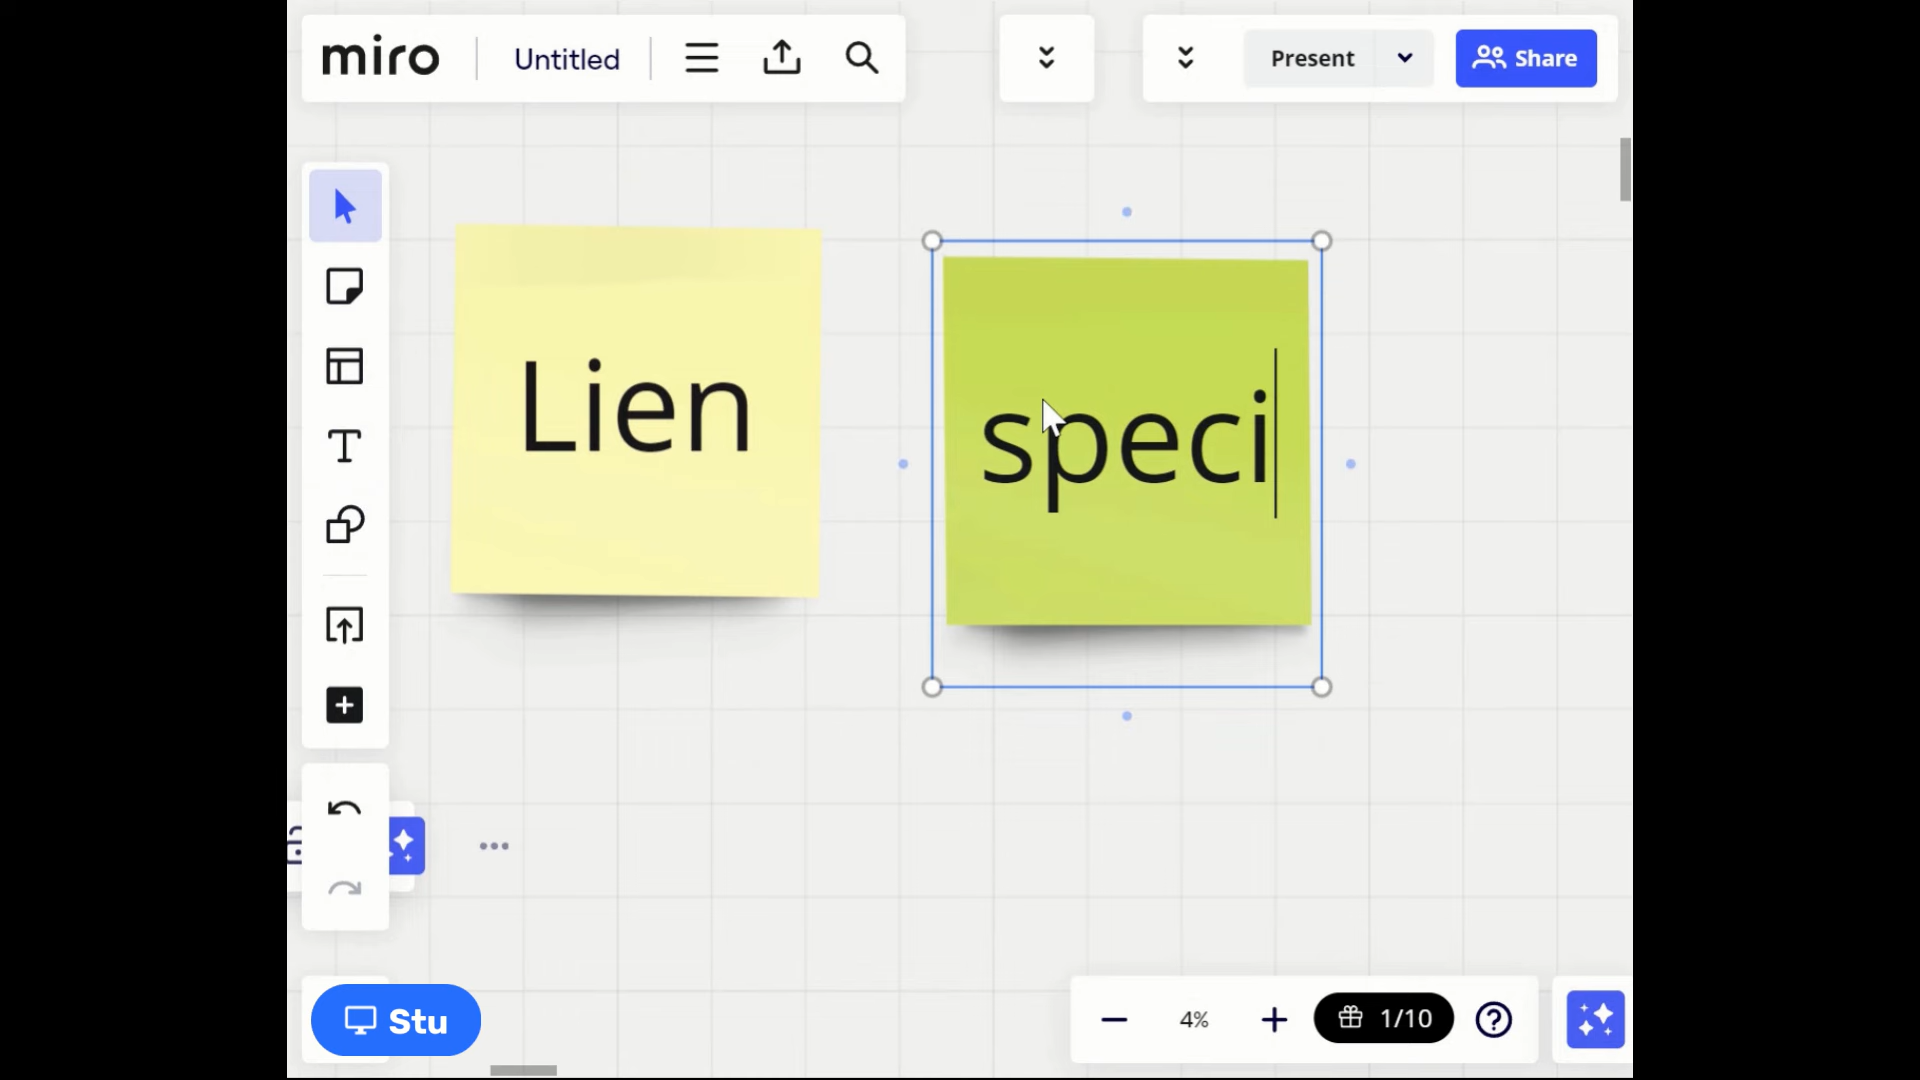 miro
Untitled
Present
Share
Lien
speci
Stu
4%
1/10